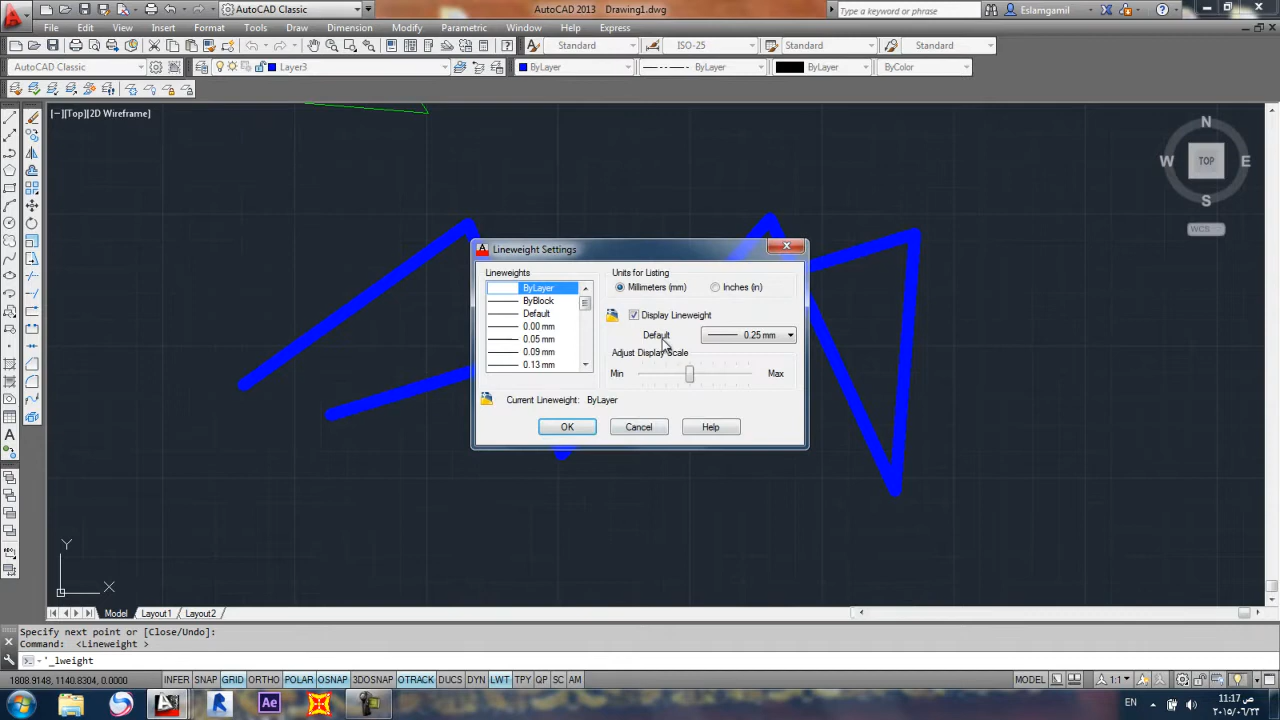 AutoCAD Classic
AutoCAD 2013 Drawing1.dwg
Type a keyword or phrase
Eslamgamil
File Edit View Insert Format Tools Draw Dimension Modify Parametric Window Help Express
Standard ISO-25 Standard Standard
AutoCAD Classic Layer3 ByLayer ByLayer ByLayer ByColor
[−][Top][2D Wireframe]
N
W TOP E
S
WCS
Lineweight Settings
Lineweights Units for Listing
ByLayer Millimeters (mm) Inches (in)
ByBlock
Default Display Lineweight
0.00 mm Default 0.25 mm
0.05 mm
0.09 mm Adjust Display Scale
0.13 mm Min Max
Current Lineweight: ByLayer
OK Cancel Help
Y
X
Model Layout1 Layout2
Specify next point or [Close/Undo]:
Command: <Lineweight >
'_lweight
1808.9148, 1140.8304, 0.0000 INFER SNAP GRID ORTHO POLAR OSNAP 3DOSNAP OTRACK DUCS DYN LWT TPY QP SC AM MODEL 1:1
Ae EN ص 11:17
٢٠١٥/٠٦/٢٣